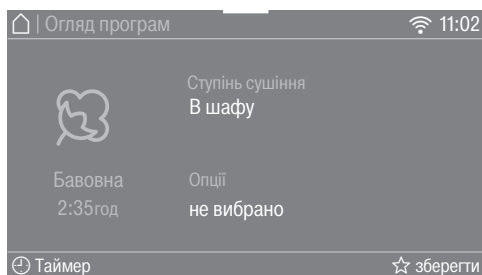 | Огляд програм
11:02
Ступінь сушіння
В шафу
Бавовна
2:35год
Опції
не вибрано
Таймер
зберегти